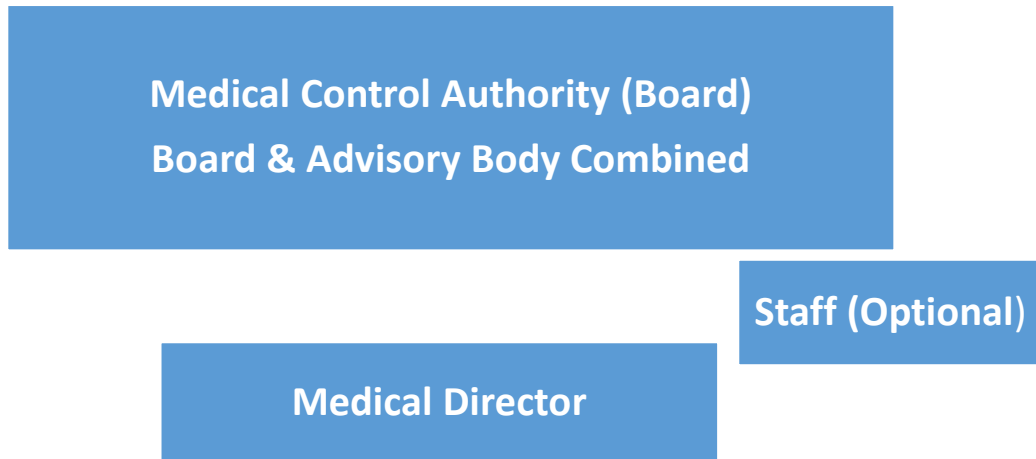 Medical Control Authority (Board)
Board & Advisory Body Combined
Staff (Optional)
Medical Director